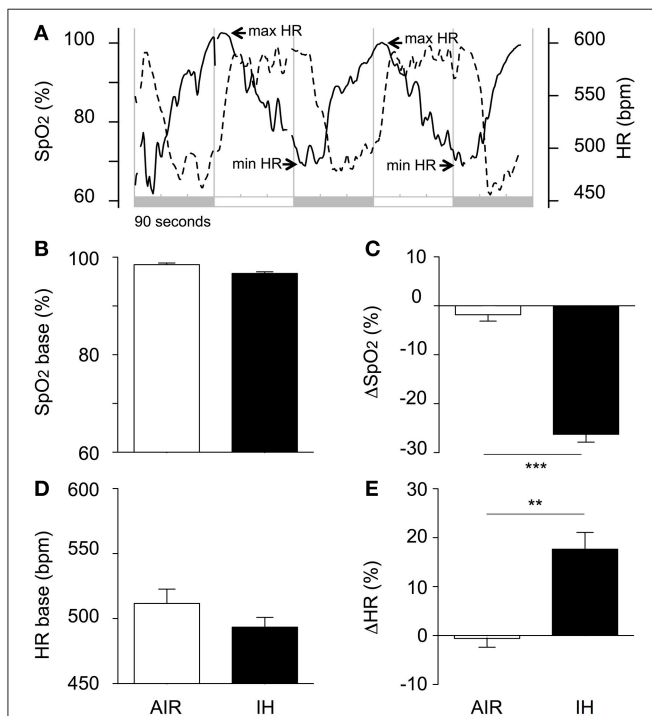 A
SpO2 (%)
100
80
60
max HR
max HR
min HR
min HR
600
550
500
450
HR (bpm)
90 seconds
B
SpO2 base (%)
100
80
60
C
ΔSpO2 (%)
10
0
-10
-20
-30
***
D
HR base (bpm)
600
550
500
450
AIR IH
E
ΔHR (%)
30
20
10
0
-10
**
AIR IH